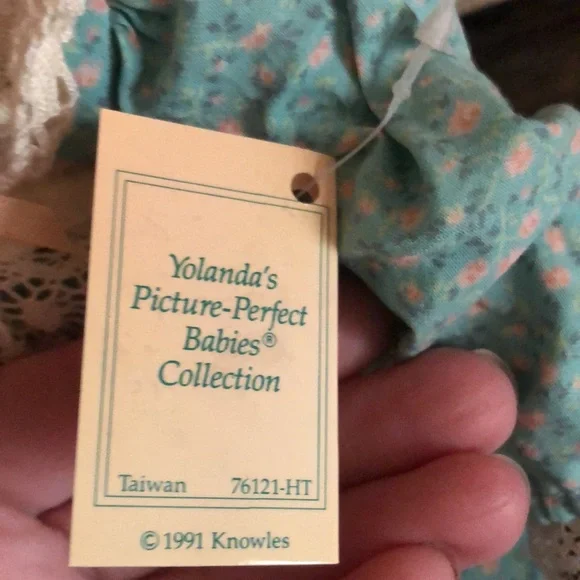 Yolanda's
Picture-Perfect
Babies®
Collection
Taiwan 76121-HT
© 1991 Knowles